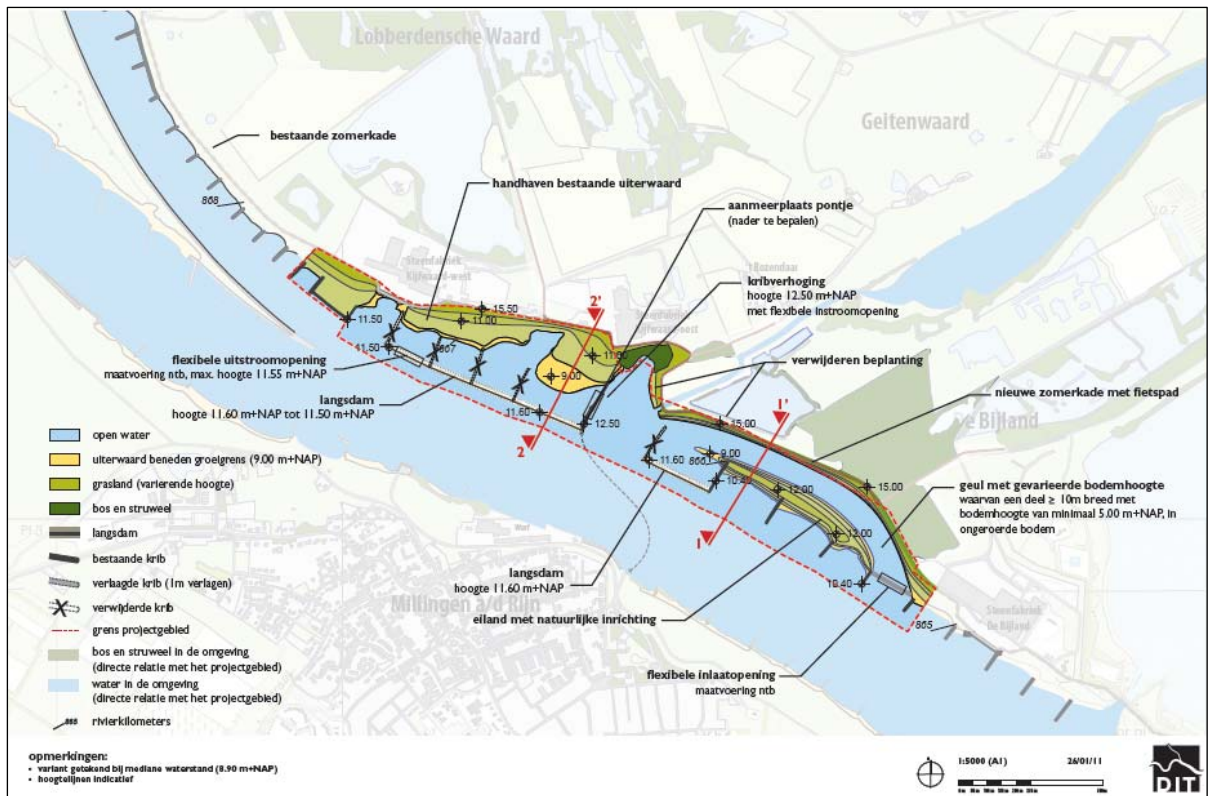 Lobberdensche Waard
Geitenwaard
bestaande zomerkade
868
handhaven bestaande uiterwaard
aanmeerplaats pontje
(nader te bepalen)
kribverhoging
hoogte 12.50 m+NAP
met flexibele instroomopening
2'
15.50
11.00
11.50
11.50
867
flexibele uitstroomopening
maatvoering ntb, max. hoogte 11.55 m+NAP
verwijderen beplanting
langsdam
hoogte 11.60 m+NAP tot 11.50 m+NAP
9.00
nieuwe zomerkade met fietspad
1'
De Bijland
11.60
12.50
15.00
2
11.60
866
9.00
10.40
12.00
15.00
geul met gevarieerde bodemhoogte
waarvan een deel ≥ 10m breed met
bodemhoogte van minimaal 5.00 m+NAP, in
ongeroerde bodem
1
12.00
langsdam
hoogte 11.60 m+NAP
10.40
Millingen a/d Rijn
eiland met natuurlijke inrichting
Steenfabriek
De Bijland
865
flexibele inlaatopening
maatvoering ntb
open water
uiterwaard beneden groeigrens (9.00 m+NAP)
grasland (varierende hoogte)
bos en struweel
langsdam
bestaande krib
verlaagde krib (1m verlagen)
verwijderde krib
grens projectgebied
bos en struweel in de omgeving
(directe relatie met het projectgebied)
water in de omgeving
(directe relatie met het projectgebied)
868
rivierkilometers
opmerkingen:
• variant getekend bij mediane waterstand (8.90 m+NAP)
• hoogtelijnen indicatief
1:5000 (A1)
26/01/11
DIT